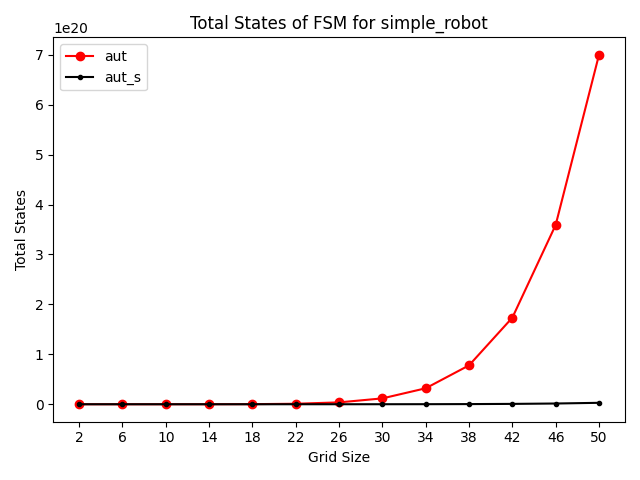 Total States of FSM for simple_robot
1e20
aut
aut_s
7
6
5
4
3
2
1
0
Total States
2 6 10 14 18 22 26 30 34 38 42 46 50
Grid Size